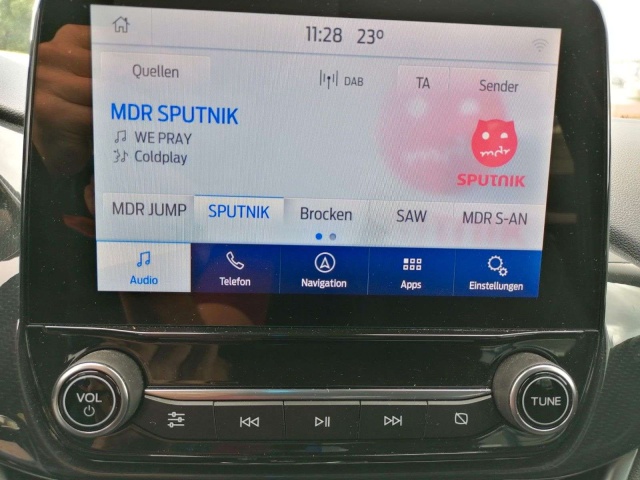 11:28 23°
Quellen
DAB
TA
Sender
MDR SPUTNIK
WE PRAY
Coldplay
mdr
SPUTNIK
MDR JUMP
SPUTNIK
Brocken
SAW
MDR S-AN
Audio
Telefon
Navigation
Apps
Einstellungen
VOL
TUNE